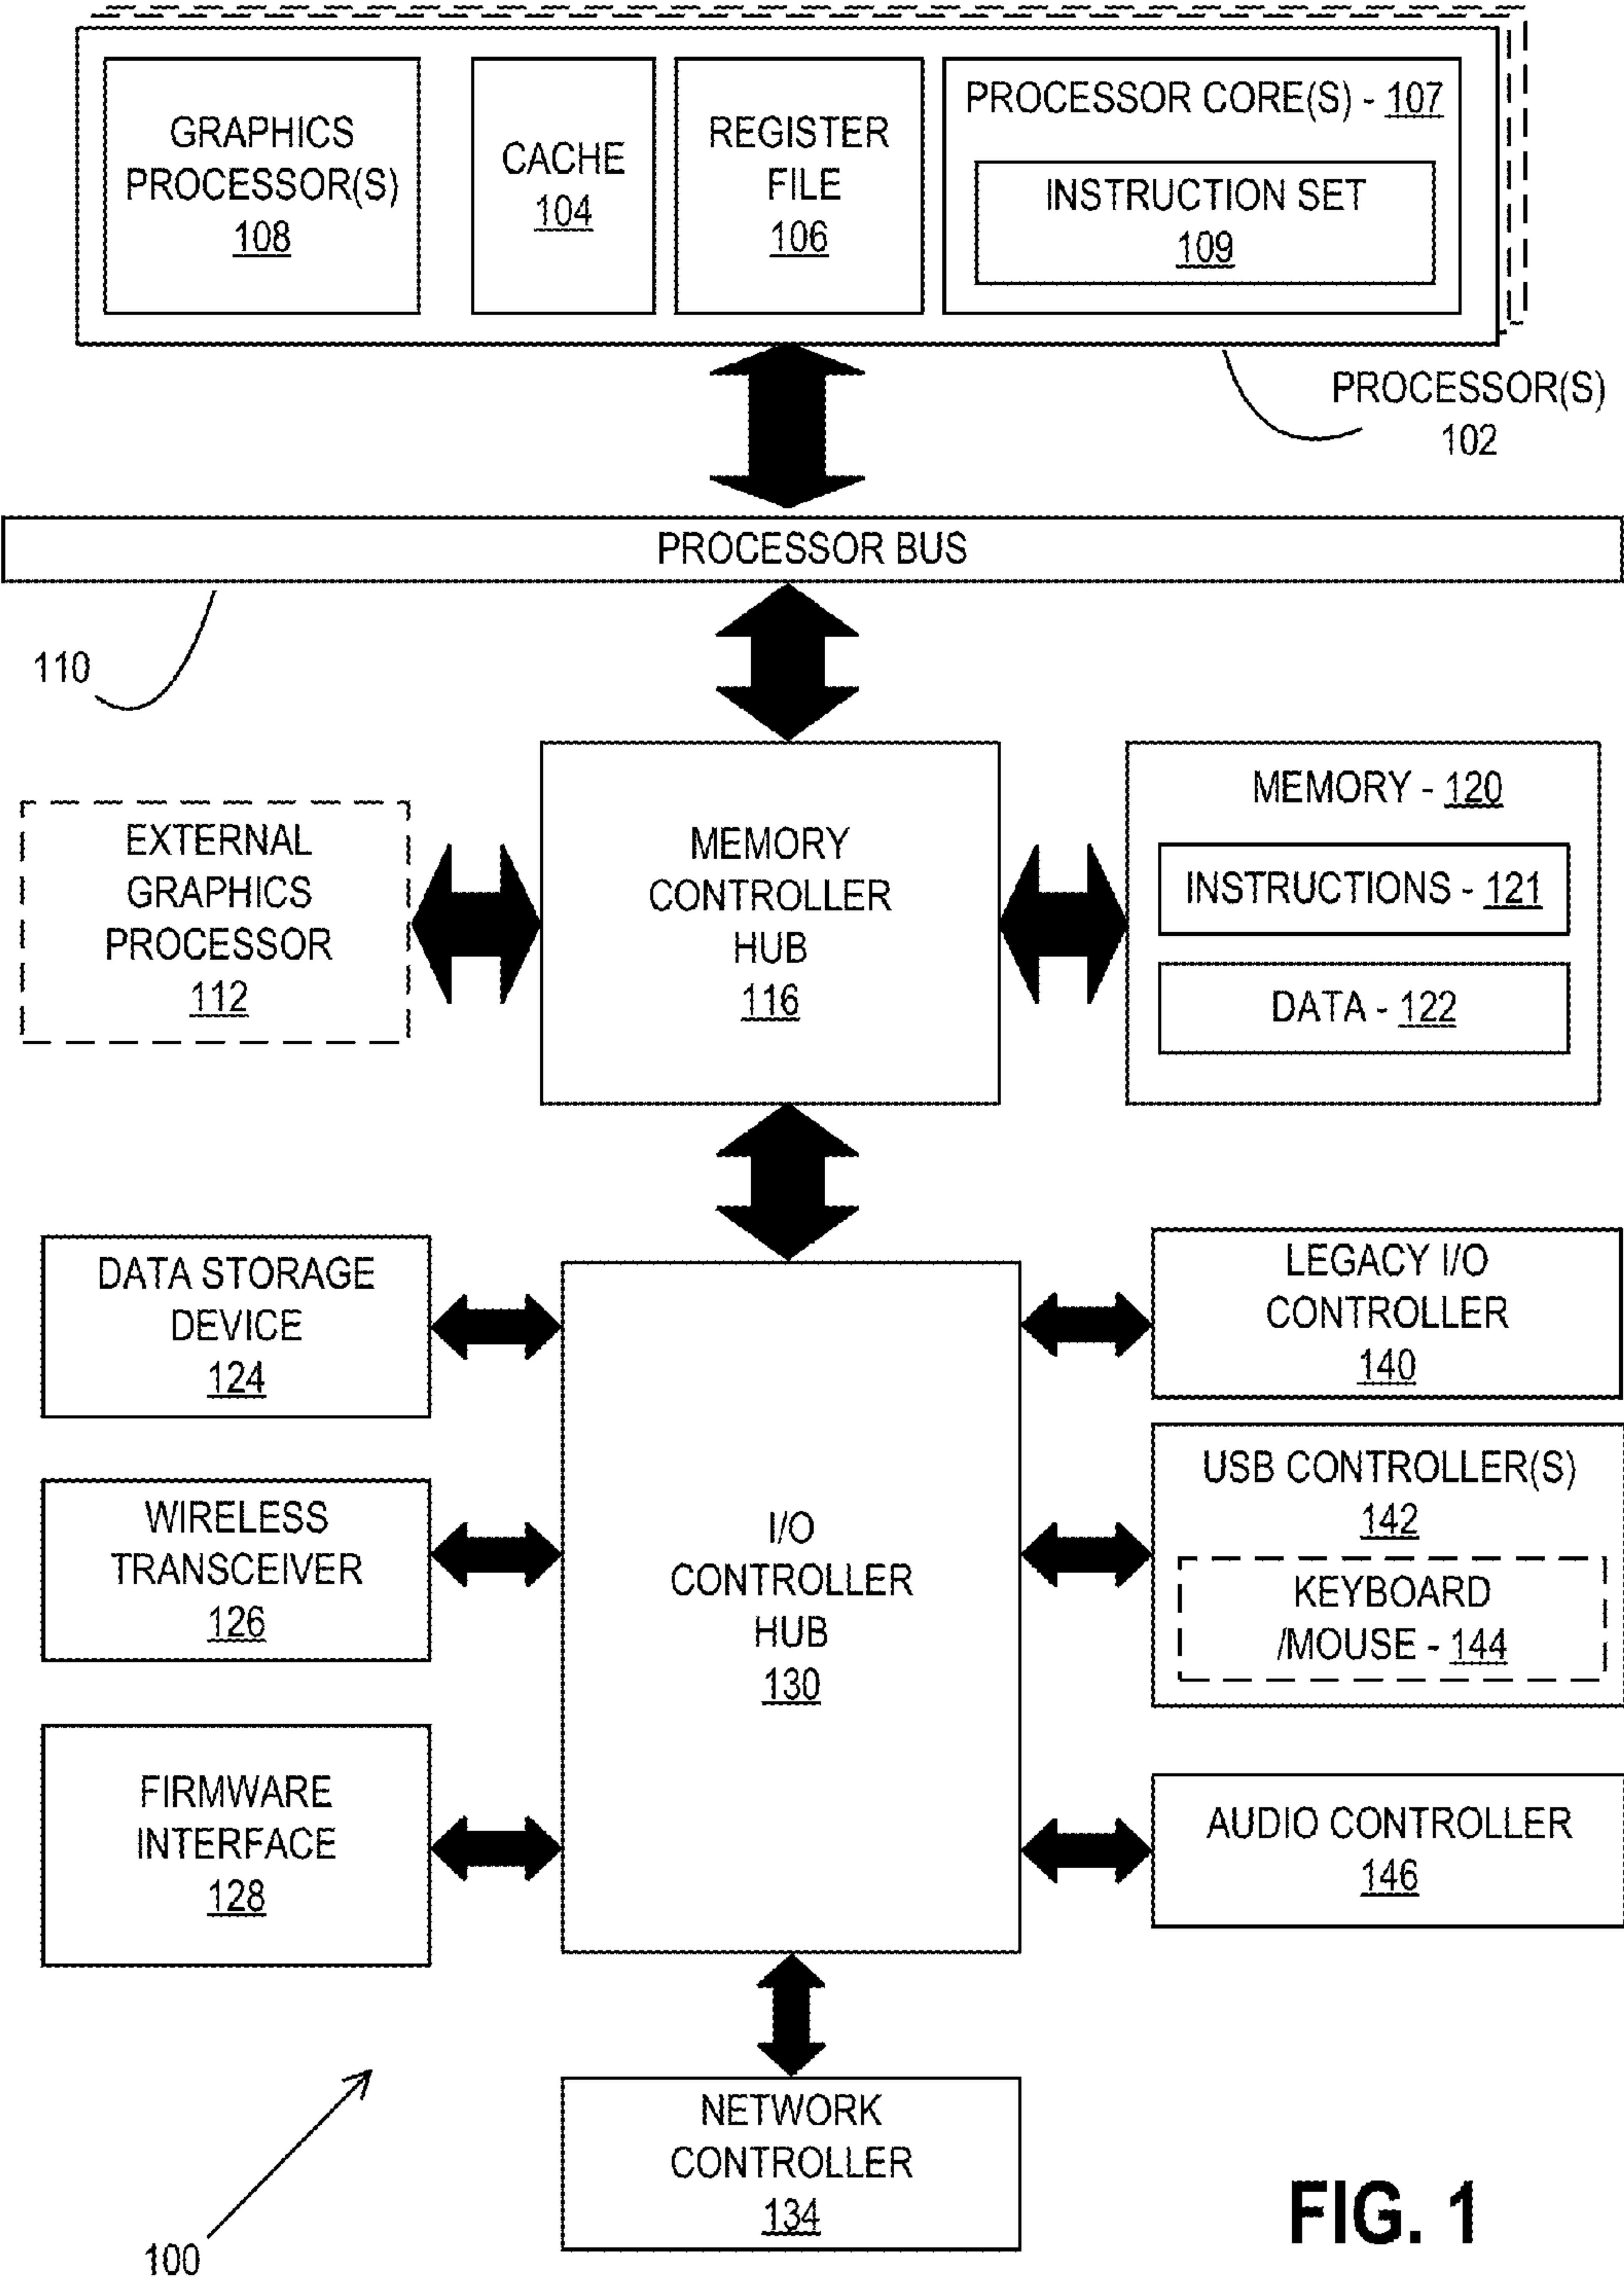 GRAPHICS
PROCESSOR(S)
108
CACHE
104
REGISTER
FILE
106
PROCESSOR CORE(S) - 107
INSTRUCTION SET
109
PROCESSOR(S)
102
PROCESSOR BUS
110
EXTERNAL
GRAPHICS
PROCESSOR
112
MEMORY
CONTROLLER
HUB
116
MEMORY - 120
INSTRUCTIONS - 121
DATA - 122
DATA STORAGE
DEVICE
124
WIRELESS
TRANSCEIVER
126
FIRMWARE
INTERFACE
128
I/O
CONTROLLER
HUB
130
LEGACY I/O
CONTROLLER
140
USB CONTROLLER(S)
142
KEYBOARD
/MOUSE - 144
AUDIO CONTROLLER
146
NETWORK
CONTROLLER
134
100
FIG. 1